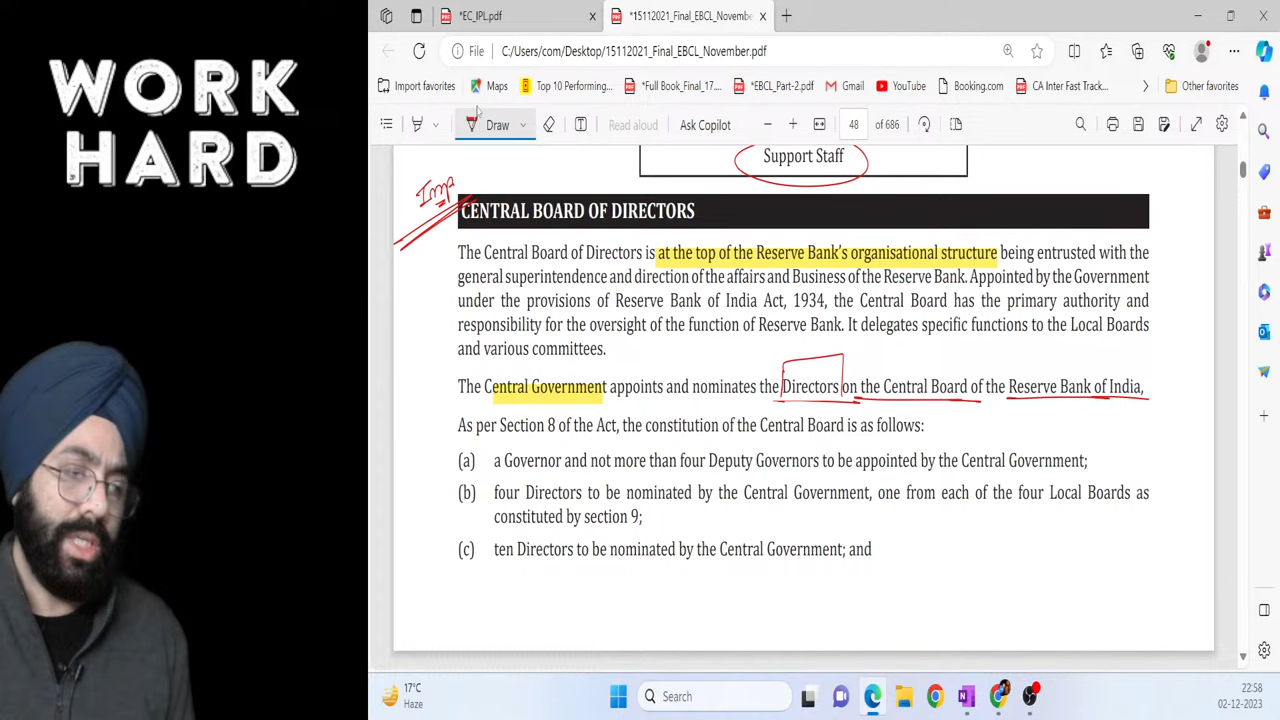 WORK
HARD
*EC_IPL.pdf
*15112021_Final_EBCL_Novembe
File
C:/Users/com/Desktop/15112021_Final_EBCL_November.pdf
Import favorites
Maps
Top 10 Performing...
*Full Book_Final_17...
*EBCL_Part-2.pdf
Gmail
YouTube
Booking.com
CA Inter Fast Track...
Other favorites
Draw
Read aloud
Ask Copilot
48 of 686
Support Staff
Imp
CENTRAL BOARD OF DIRECTORS
The Central Board of Directors is at the top of the Reserve Bank's organisational structure being entrusted with the
general superintendence and direction of the affairs and Business of the Reserve Bank. Appointed by the Government
under the provisions of Reserve Bank of India Act, 1934, the Central Board has the primary authority and
responsibility for the oversight of the function of Reserve Bank. It delegates specific functions to the Local Boards
and various committees.
The Central Government appoints and nominates the Directors on the Central Board of the Reserve Bank of India,
As per Section 8 of the Act, the constitution of the Central Board is as follows:
(a) a Governor and not more than four Deputy Governors to be appointed by the Central Government;
(b) four Directors to be nominated by the Central Government, one from each of the four Local Boards as
constituted by section 9;
(c) ten Directors to be nominated by the Central Government; and
17°C
Haze
Search
22:58
02-12-2023